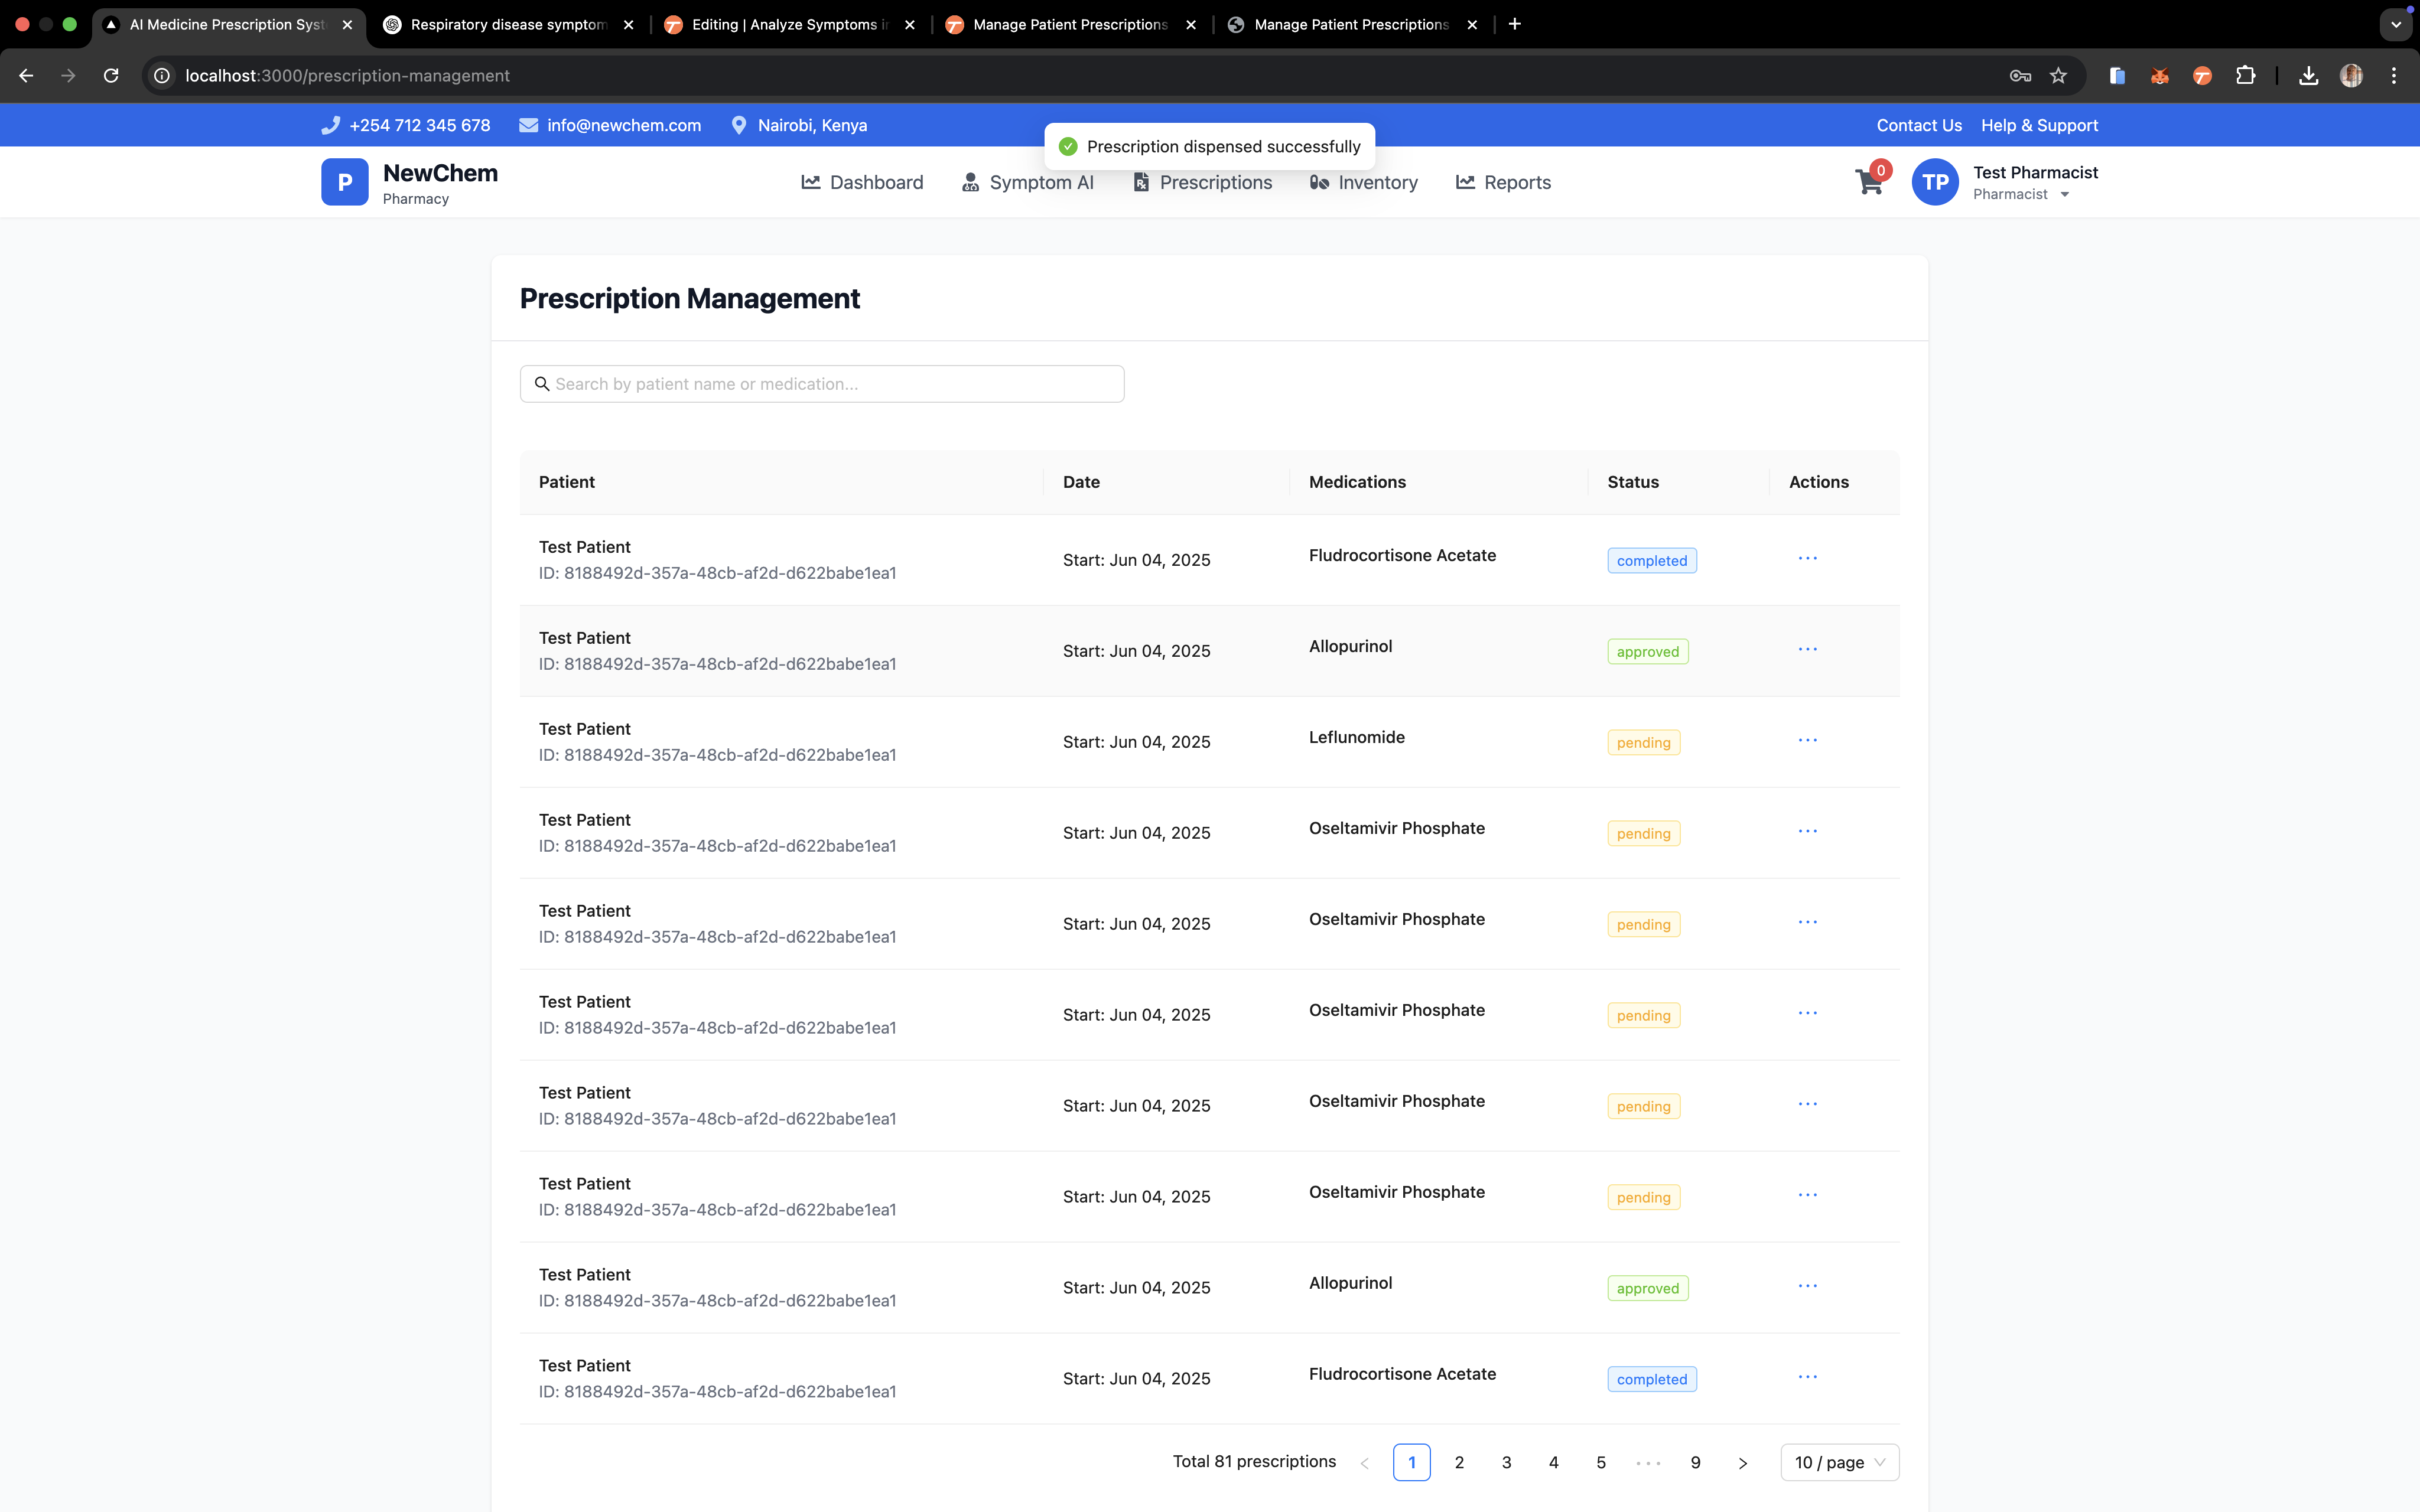 AI Medicine Prescription Syst
Respiratory disease symptom
Editing | Analyze Symptoms in
Manage Patient Prescriptions
Manage Patient Prescriptions
localhost:3000/prescription-management
+254 712 345 678
info@newchem.com
Nairobi, Kenya
Contact Us
Help & Support
Prescription dispensed successfully
P
NewChem
Pharmacy
Dashboard
Symptom AI
Prescriptions
Inventory
Reports
0
TP
Test Pharmacist
Pharmacist
Prescription Management
Search by patient name or medication...
Patient Date Medications Status Actions
Test Patient
ID: 8188492d-357a-48cb-af2d-d622babe1ea1
Start: Jun 04, 2025
Fludrocortisone Acetate
completed
Test Patient
ID: 8188492d-357a-48cb-af2d-d622babe1ea1
Start: Jun 04, 2025
Allopurinol
approved
Test Patient
ID: 8188492d-357a-48cb-af2d-d622babe1ea1
Start: Jun 04, 2025
Leflunomide
pending
Test Patient
ID: 8188492d-357a-48cb-af2d-d622babe1ea1
Start: Jun 04, 2025
Oseltamivir Phosphate
pending
Test Patient
ID: 8188492d-357a-48cb-af2d-d622babe1ea1
Start: Jun 04, 2025
Oseltamivir Phosphate
pending
Test Patient
ID: 8188492d-357a-48cb-af2d-d622babe1ea1
Start: Jun 04, 2025
Oseltamivir Phosphate
pending
Test Patient
ID: 8188492d-357a-48cb-af2d-d622babe1ea1
Start: Jun 04, 2025
Oseltamivir Phosphate
pending
Test Patient
ID: 8188492d-357a-48cb-af2d-d622babe1ea1
Start: Jun 04, 2025
Oseltamivir Phosphate
pending
Test Patient
ID: 8188492d-357a-48cb-af2d-d622babe1ea1
Start: Jun 04, 2025
Allopurinol
approved
Test Patient
ID: 8188492d-357a-48cb-af2d-d622babe1ea1
Start: Jun 04, 2025
Fludrocortisone Acetate
completed
Total 81 prescriptions < 1 2 3 4 5 ••• 9 > 10 / page